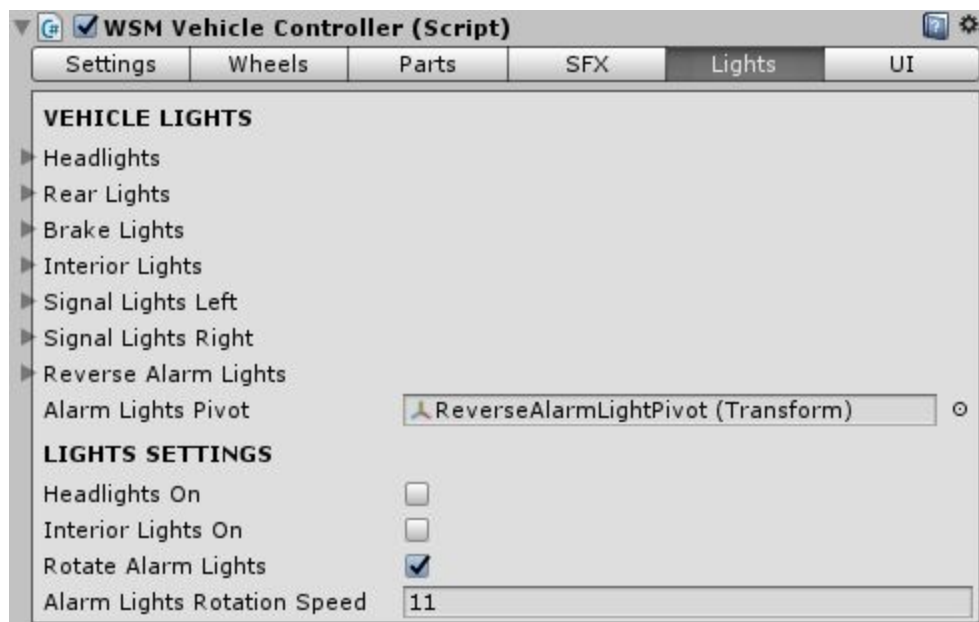 WSM Vehicle Controller (Script)
Settings Wheels Parts SFX Lights UI
VEHICLE LIGHTS
Headlights
Rear Lights
Brake Lights
Interior Lights
Signal Lights Left
Signal Lights Right
Reverse Alarm Lights
Alarm Lights Pivot ReverseAlarmLightPivot (Transform)
LIGHTS SETTINGS
Headlights On
Interior Lights On
Rotate Alarm Lights
Alarm Lights Rotation Speed 11